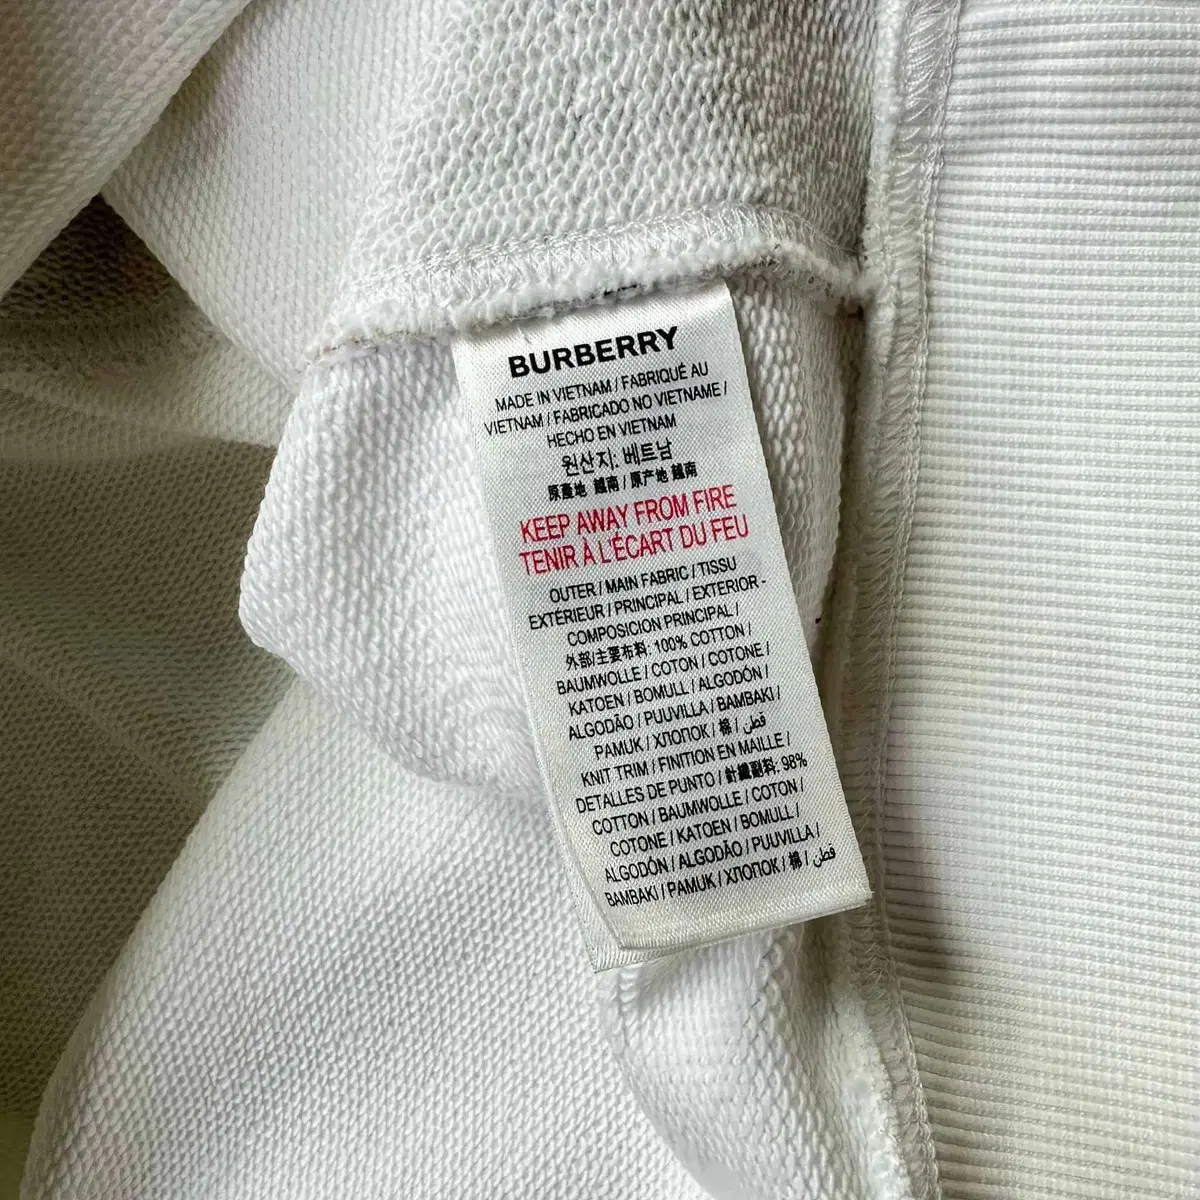 BURBERRY
MADE IN VIETNAM / FABRIQUÉ AU
VIETNAM / FABRICADO NO VIETNAME /
HECHO EN VIETNAM
원산지: 베트남
原產地 越南 / 原产地 越南
KEEP AWAY FROM FIRE
TENIR À L'ÉCART DU FEU
OUTER / MAIN FABRIC / TISSU
EXTÉRIEUR / PRINCIPAL / EXTERIOR -
COMPOSICION PRINCIPAL /
外部/主要布料: 100% COTTON /
BAUMWOLLE / COTON / COTONE /
KATOEN / BOMULL / ALGODÓN /
ALGODÃO / PUUVILLA / BAMBAKI /
PAMUK / ХЛОПОК / 棉 / قطن
KNIT TRIM / FINITION EN MAILLE /
DETALLES DE PUNTO / 針織副料: 98%
COTTON / BAUMWOLLE / COTON /
COTONE / KATOEN / BOMULL /
ALGODÓN / ALGODÃO / PUUVILLA /
BAMBAKI / PAMUK / ХЛОПОК / 棉 / قطن